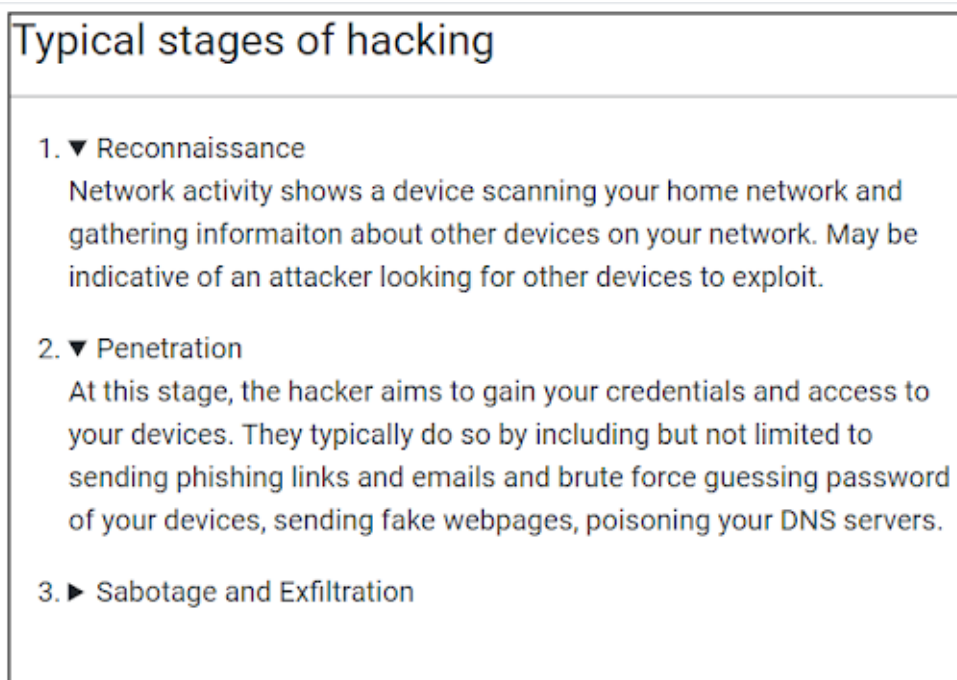 Typical stages of hacking
1. ▼ Reconnaissance
Network activity shows a device scanning your home network and
gathering informaiton about other devices on your network. May be
indicative of an attacker looking for other devices to exploit.
2. ▼ Penetration
At this stage, the hacker aims to gain your credentials and access to
your devices. They typically do so by including but not limited to
sending phishing links and emails and brute force guessing password
of your devices, sending fake webpages, poisoning your DNS servers.
3. ▶ Sabotage and Exfiltration